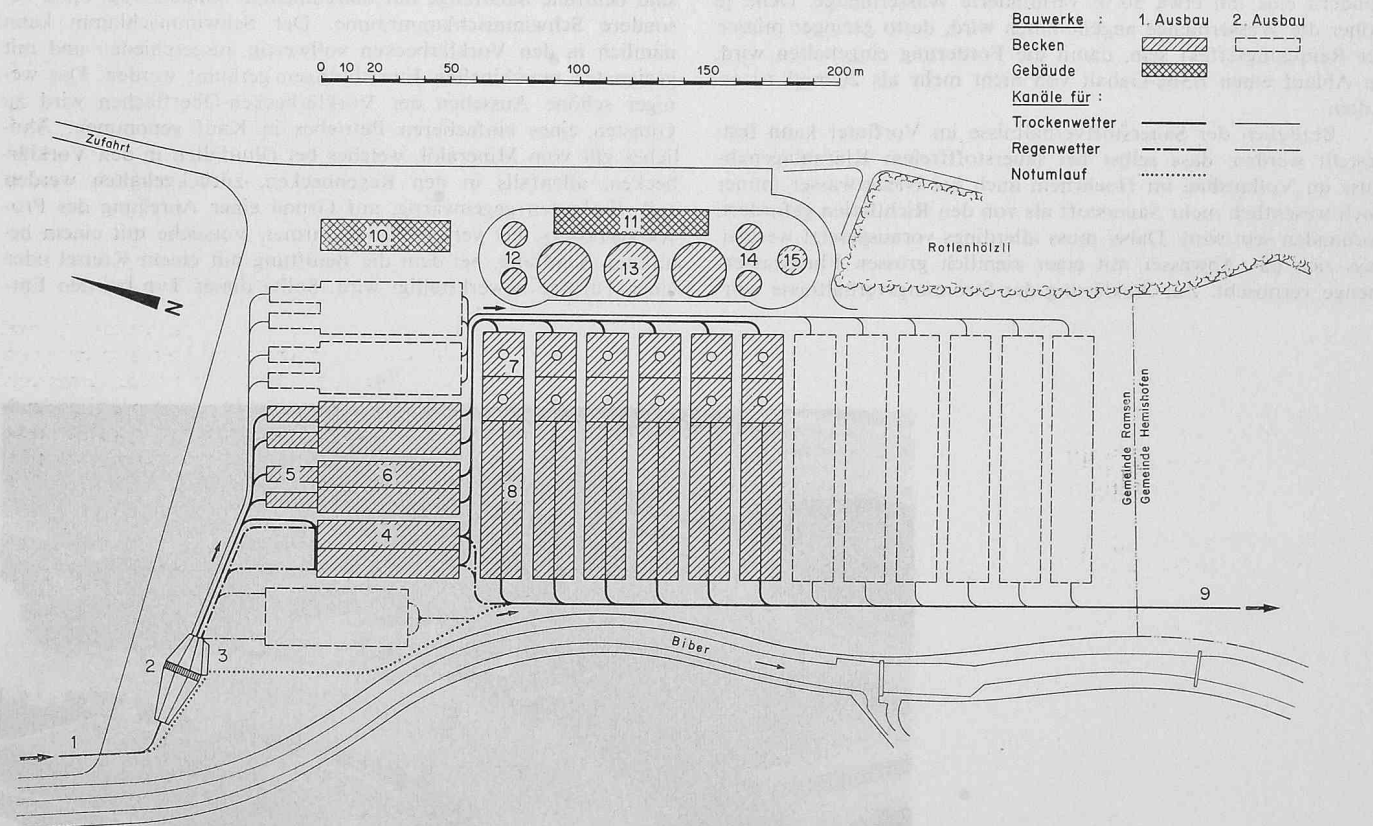 Bauwerke : 1. Ausbau 2. Ausbau
Becken
Gebäude
Kanäle für :
Trockenwetter
Regenwetter
Notumlauf
0 10 20 50 100 150 200 m
Zufahrt
N
10
11
12
13
14
15
Rotenhölzli
7
5
6
8
4
Gemeinde Ramsen
Gemeinde Hemishofen
9
2
3
Biber
1